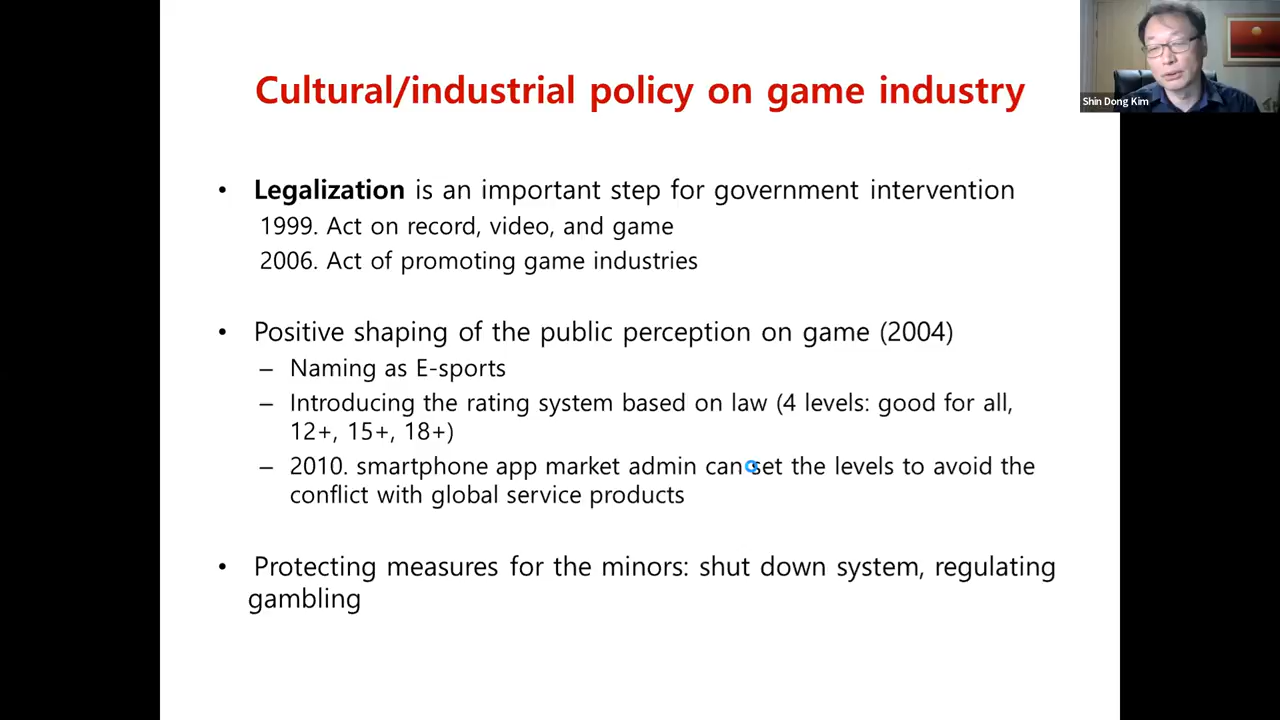 Cultural/industrial policy on game industry
Shin Dong Kim
• Legalization is an important step for government intervention
1999. Act on record, video, and game
2006. Act of promoting game industries
• Positive shaping of the public perception on game (2004)
– Naming as E-sports
– Introducing the rating system based on law (4 levels: good for all,
12+, 15+, 18+)
– 2010. smartphone app market admin can set the levels to avoid the
conflict with global service products
• Protecting measures for the minors: shut down system, regulating
gambling